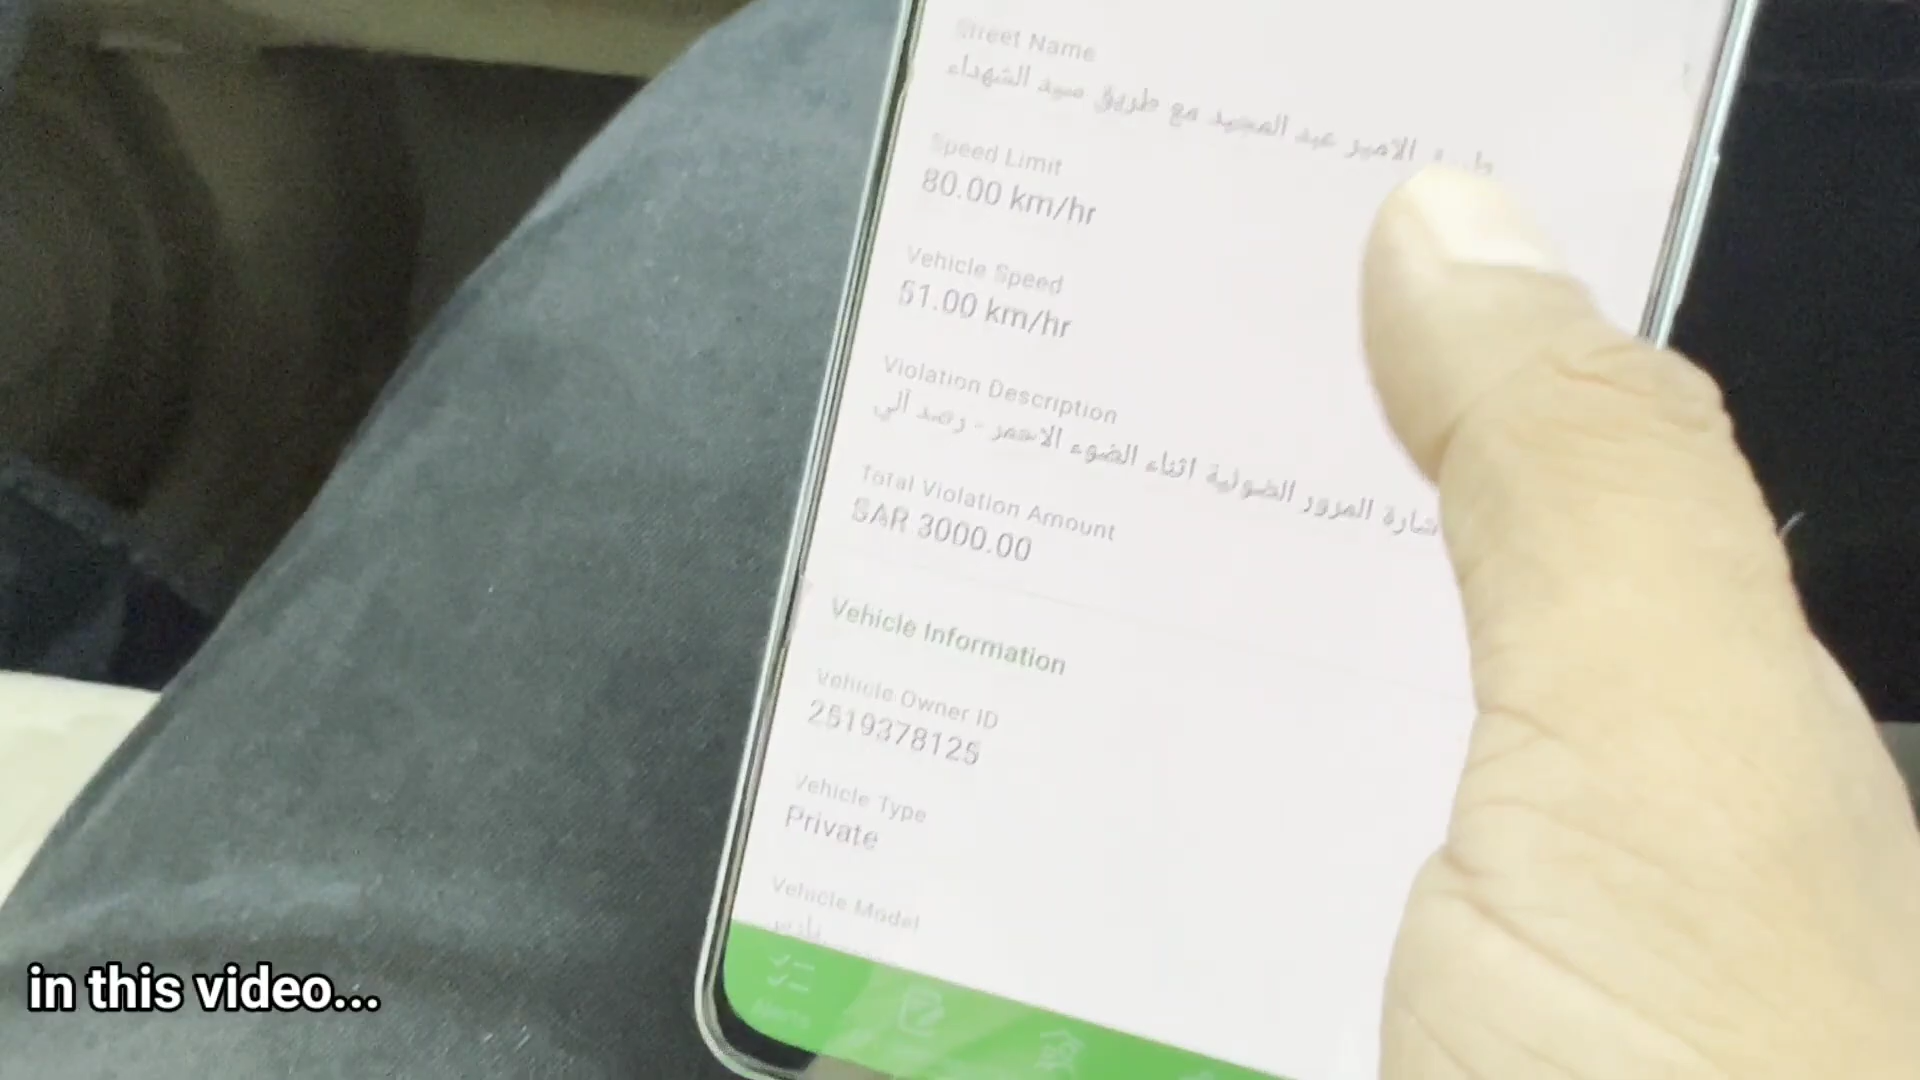 Street Name
الامير عبد المجيد مع طريق سيد الشهداء
Speed Limit
80.00 km/hr
Vehicle Speed
51.00 km/hr
Violation Description
المرور الضوئية اثناء الضوء الاحمر - رصد آلي
Total Violation Amount
SAR 3000.00
Vehicle Information
Vehicle Owner ID
2519378125
Vehicle Type
Private
Vehicle Model
in this video...